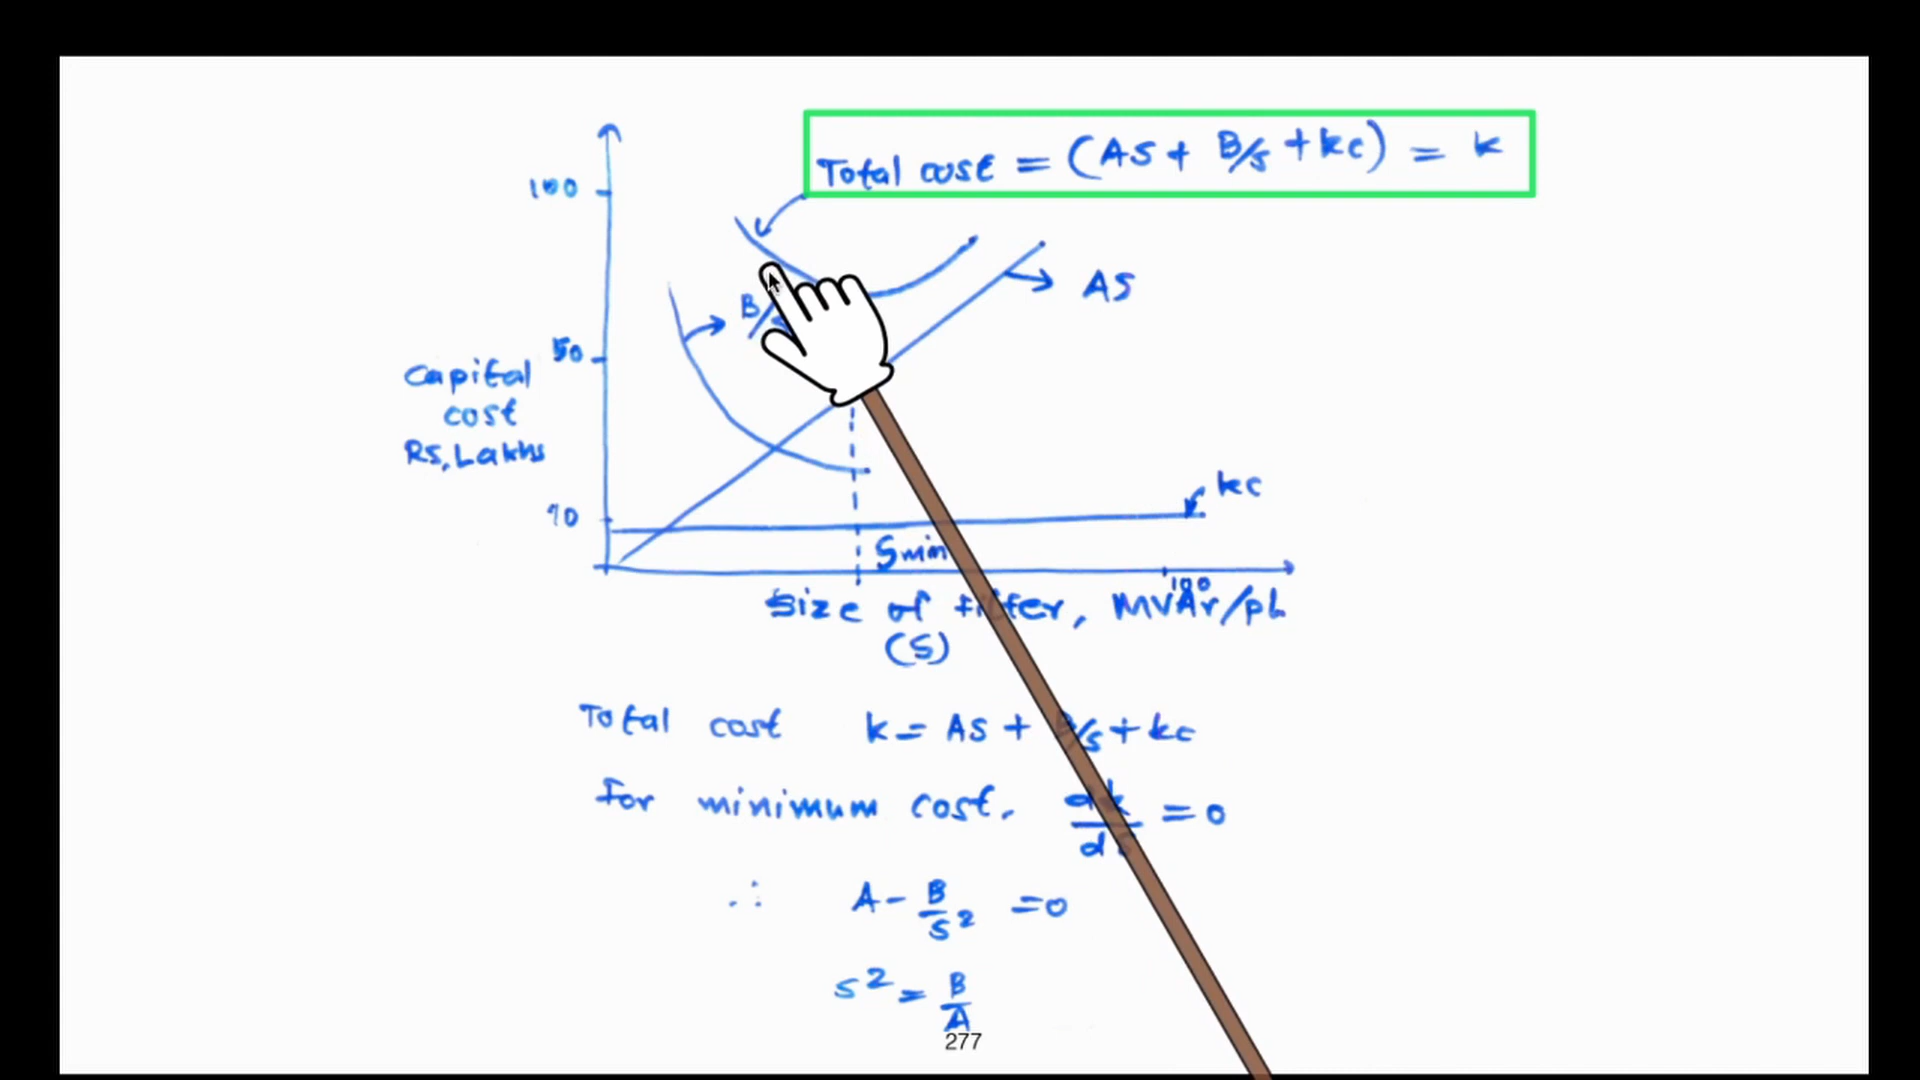 Total cost = (AS + B/s + kc) = k
100
B/
AS
50
Capital
cost
Rs, Lakhs
10
kc
Smin
100
Size of filter, MVAr/ph
(S)
Total cost k = AS + B/s + kc
For minimum cost. dk/ds = 0
∴ A - B/s² = 0
s² = B/A
277